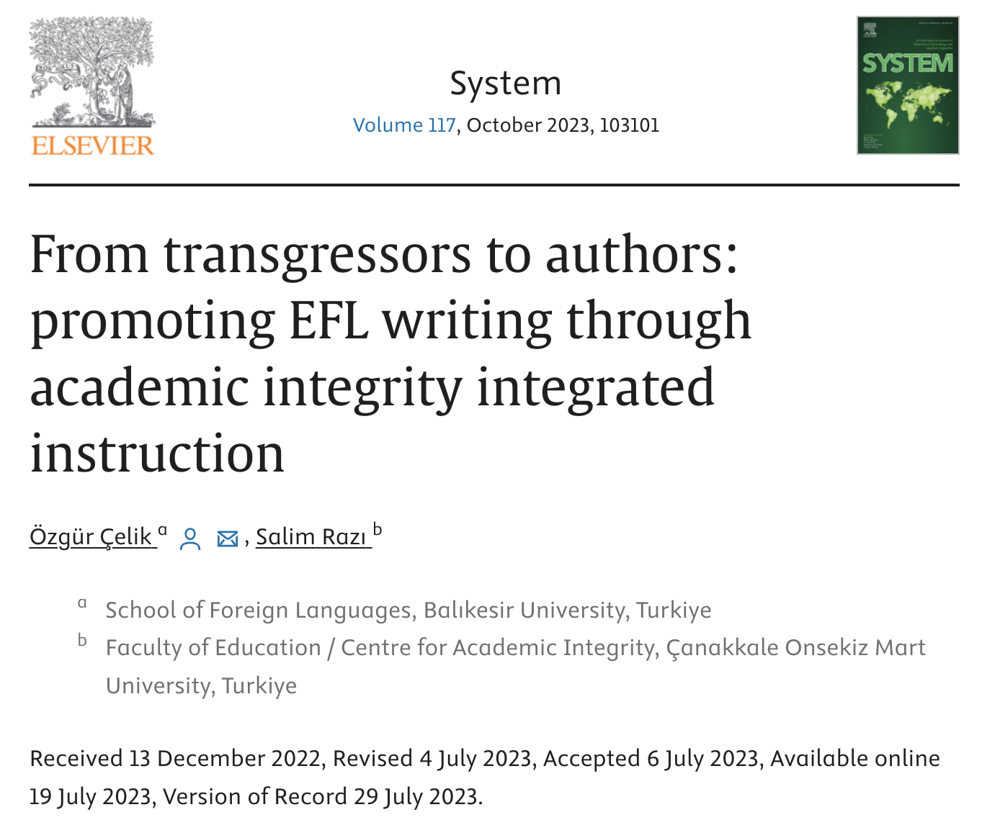 NON SOLUS
ELSEVIER
System
Volume 117, October 2023, 103101
SYSTEM
From transgressors to authors:
promoting EFL writing through
academic integrity integrated
instruction
Özgür Çelik a , Salim Razı b
a School of Foreign Languages, Balıkesir University, Turkiye
b Faculty of Education / Centre for Academic Integrity, Çanakkale Onsekiz Mart
University, Turkiye
Received 13 December 2022, Revised 4 July 2023, Accepted 6 July 2023, Available online
19 July 2023, Version of Record 29 July 2023.